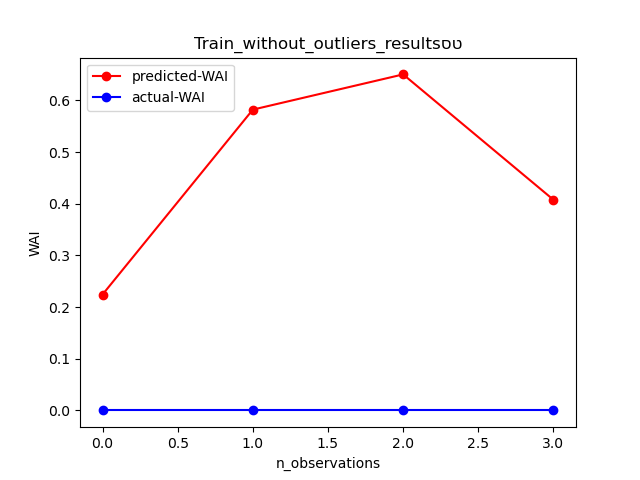 Train_without_outliers_resultsסט
predicted-WAI
actual-WAI
WAI
0.6
0.5
0.4
0.3
0.2
0.1
0.0
0.0 0.5 1.0 1.5 2.0 2.5 3.0
n_observations